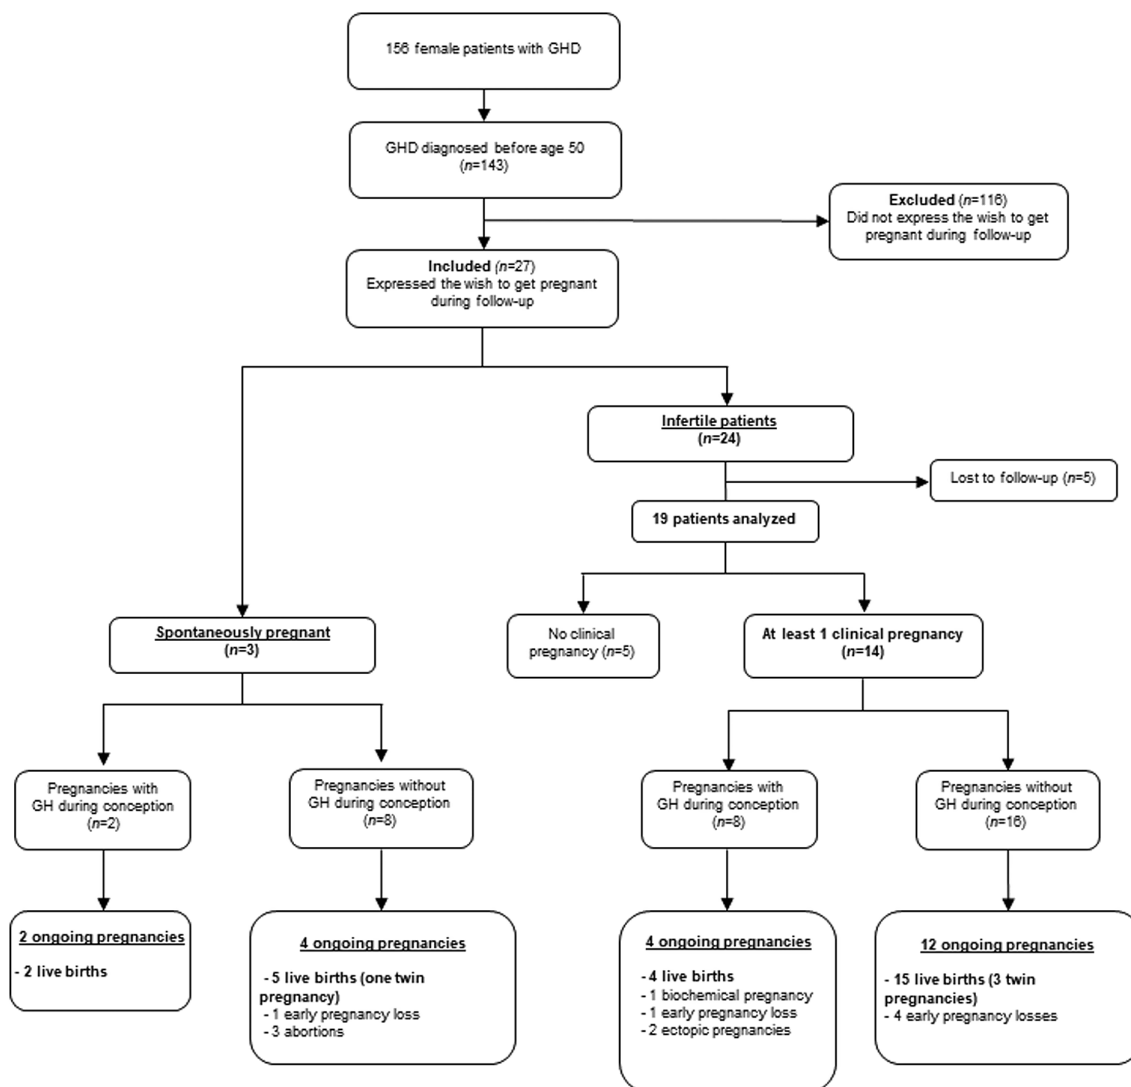 156 female patients with GHD
GHD diagnosed before age 50
(n=143)
Excluded (n=116)
Did not express the wish to get
pregnant during follow-up
Included (n=27)
Expressed the wish to get pregnant
during follow-up
Infertile patients
(n=24)
Lost to follow-up (n=5)
19 patients analyzed
Spontaneously pregnant
(n=3)
No clinical
pregnancy (n=5)
At least 1 clinical pregnancy
(n=14)
Pregnancies with
GH during conception
(n=2)
Pregnancies without
GH during conception
(n=8)
Pregnancies with
GH during conception
(n=8)
Pregnancies without
GH during conception
(n=16)
2 ongoing pregnancies
- 2 live births
4 ongoing pregnancies
- 5 live births (one twin
pregnancy)
- 1 early pregnancy loss
- 3 abortions
4 ongoing pregnancies
- 4 live births
- 1 biochemical pregnancy
- 1 early pregnancy loss
- 2 ectopic pregnancies
12 ongoing pregnancies
- 15 live births (3 twin
pregnancies)
- 4 early pregnancy losses